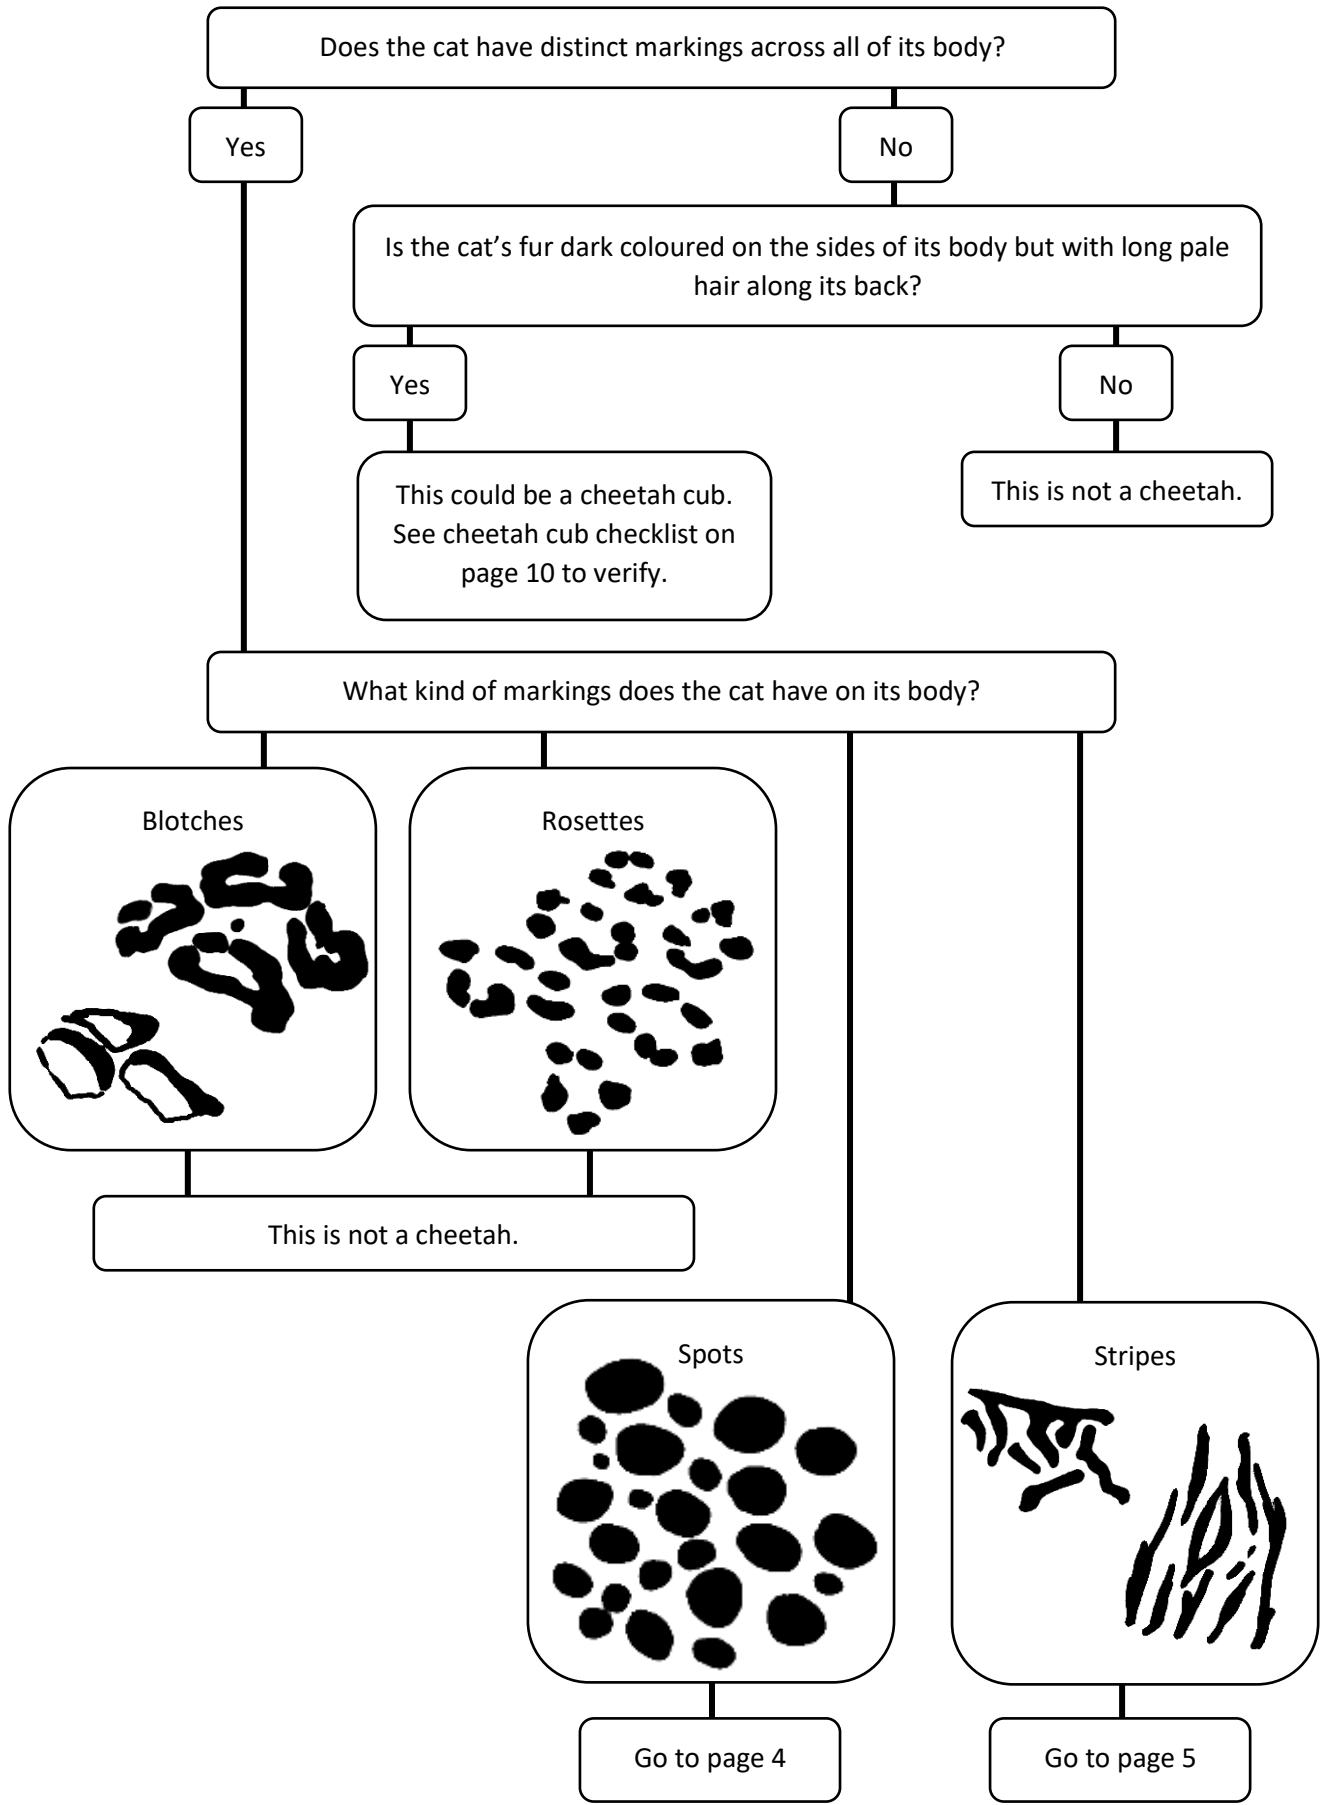 Does the cat have distinct markings across all of its body?
Yes
No
Is the cat’s fur dark coloured on the sides of its body but with long pale
hair along its back?
Yes
No
This could be a cheetah cub.
See cheetah cub checklist on
page 10 to verify.
This is not a cheetah.
What kind of markings does the cat have on its body?
Blotches
Rosettes
This is not a cheetah.
Spots
Stripes
Go to page 4
Go to page 5